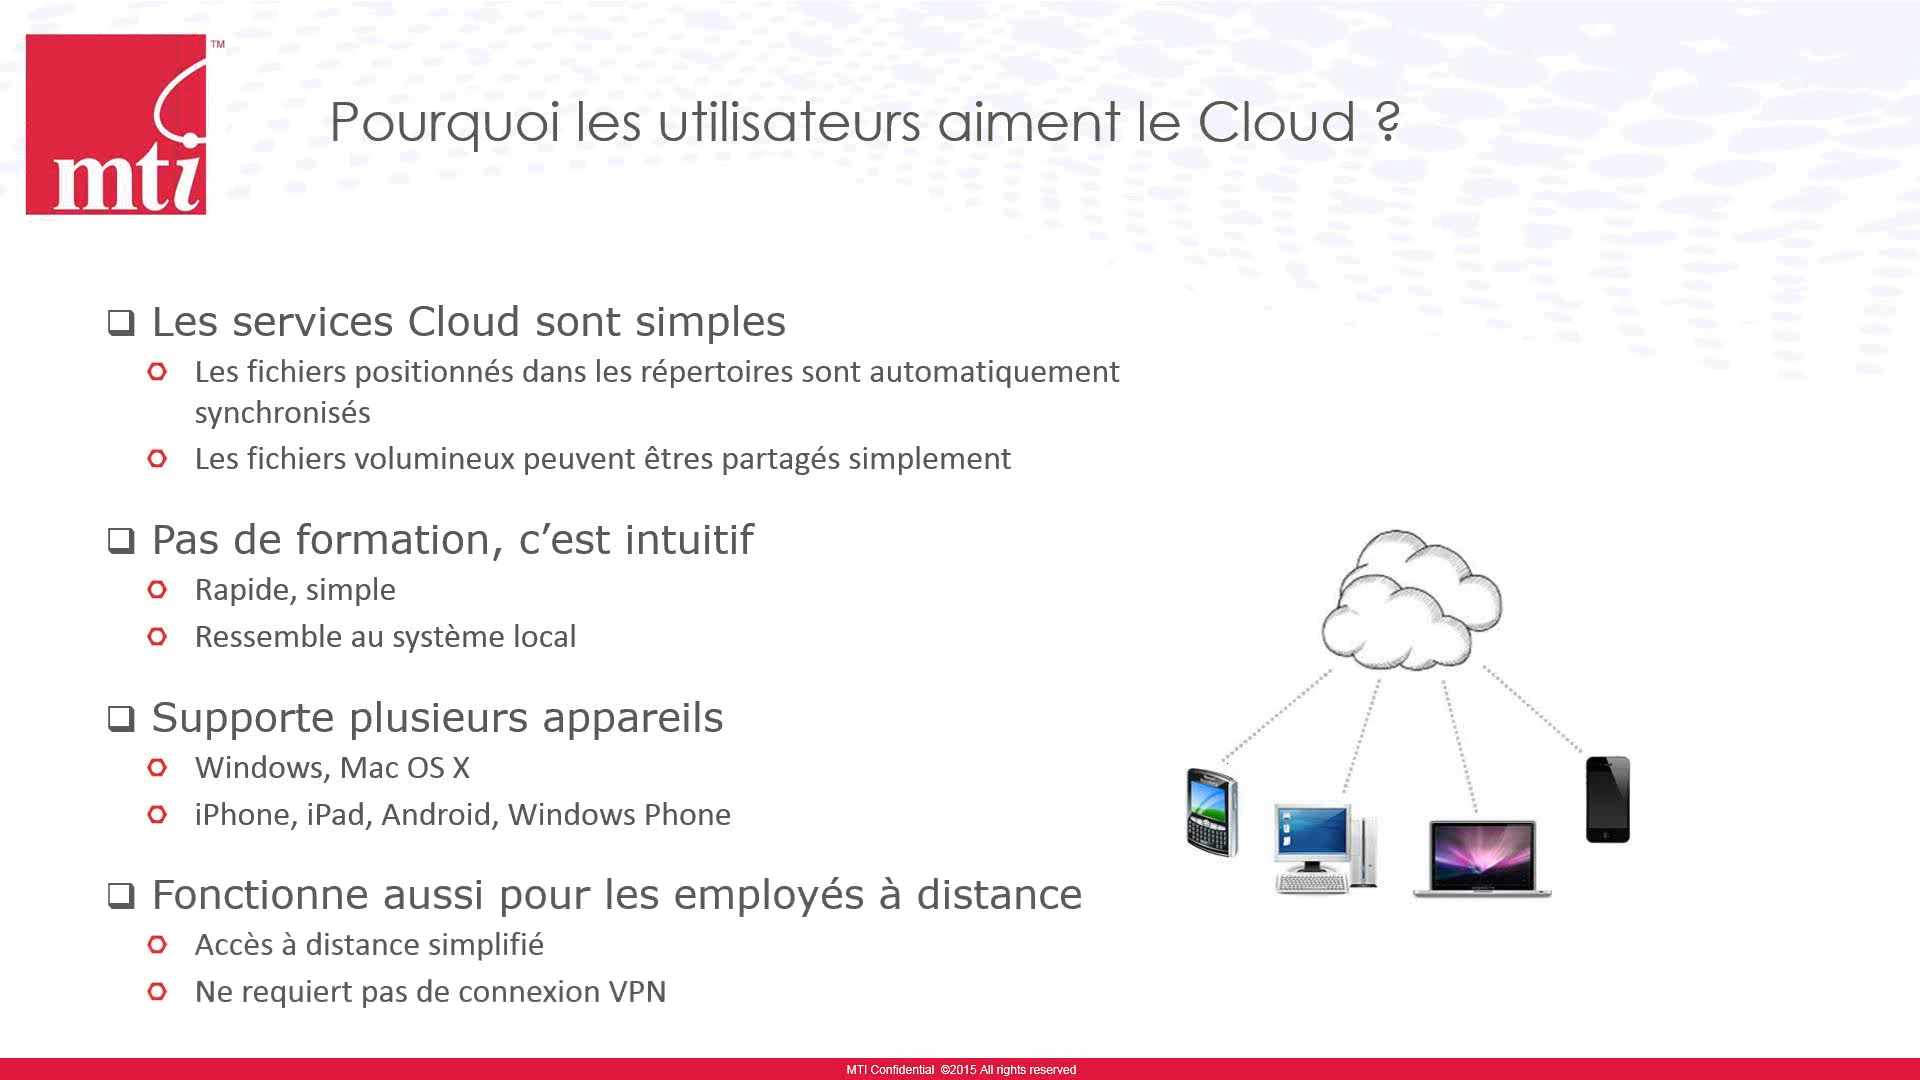 mti
TM
Pourquoi les utilisateurs aiment le Cloud ?
Les services Cloud sont simples
Les fichiers positionnés dans les répertoires sont automatiquement
synchronisés
Les fichiers volumineux peuvent êtres partagés simplement
Pas de formation, c’est intuitif
Rapide, simple
Ressemble au système local
Supporte plusieurs appareils
Windows, Mac OS X
iPhone, iPad, Android, Windows Phone
Fonctionne aussi pour les employés à distance
Accès à distance simplifié
Ne requiert pas de connexion VPN
MTI Confidential ©2015 All rights reserved